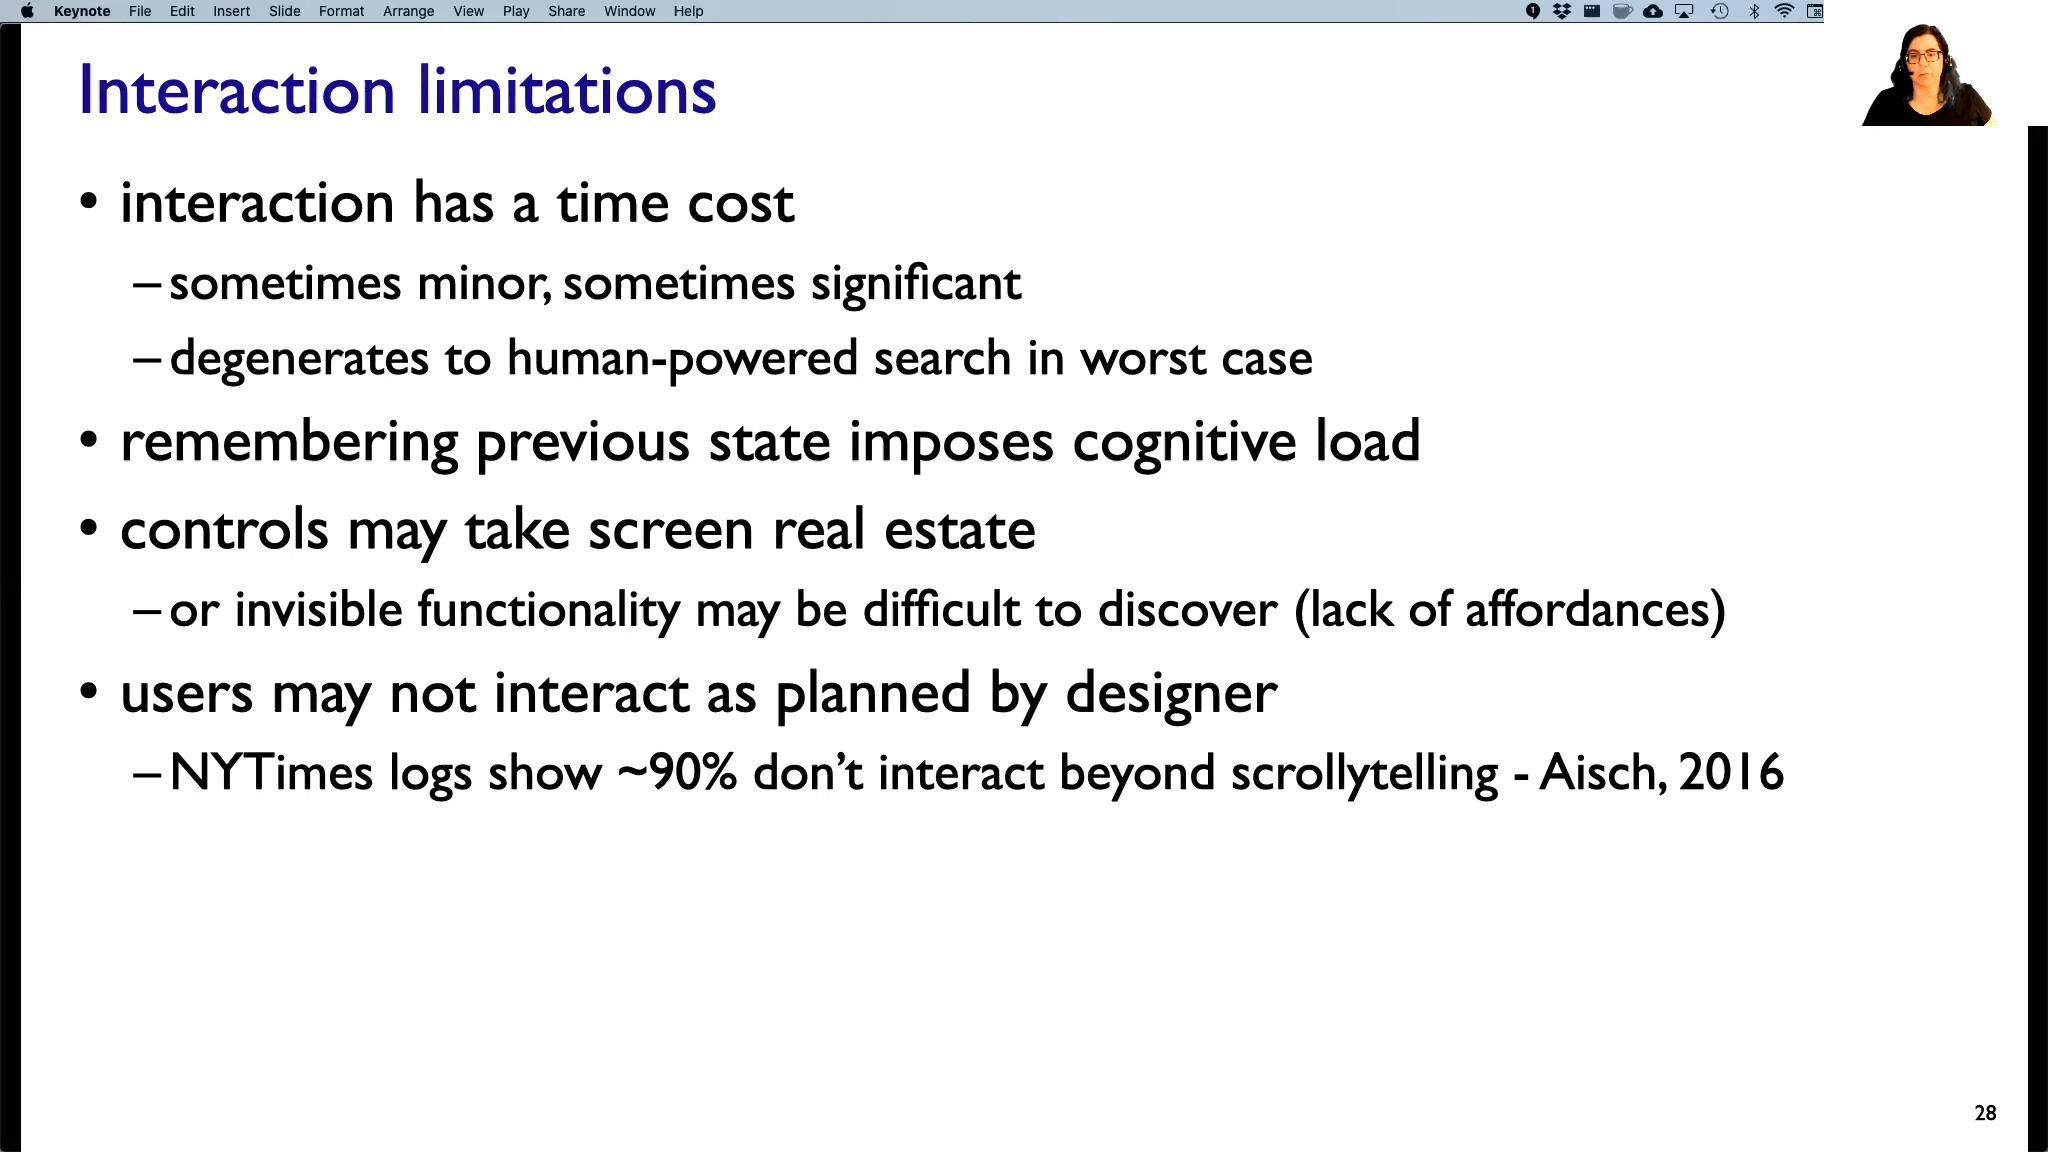 Keynote File Edit Insert Slide Format Arrange View Play Share Window Help
Interaction limitations
• interaction has a time cost
– sometimes minor, sometimes significant
– degenerates to human-powered search in worst case
• remembering previous state imposes cognitive load
• controls may take screen real estate
– or invisible functionality may be difficult to discover (lack of affordances)
• users may not interact as planned by designer
– NYTimes logs show ~90% don’t interact beyond scrollytelling - Aisch, 2016
28